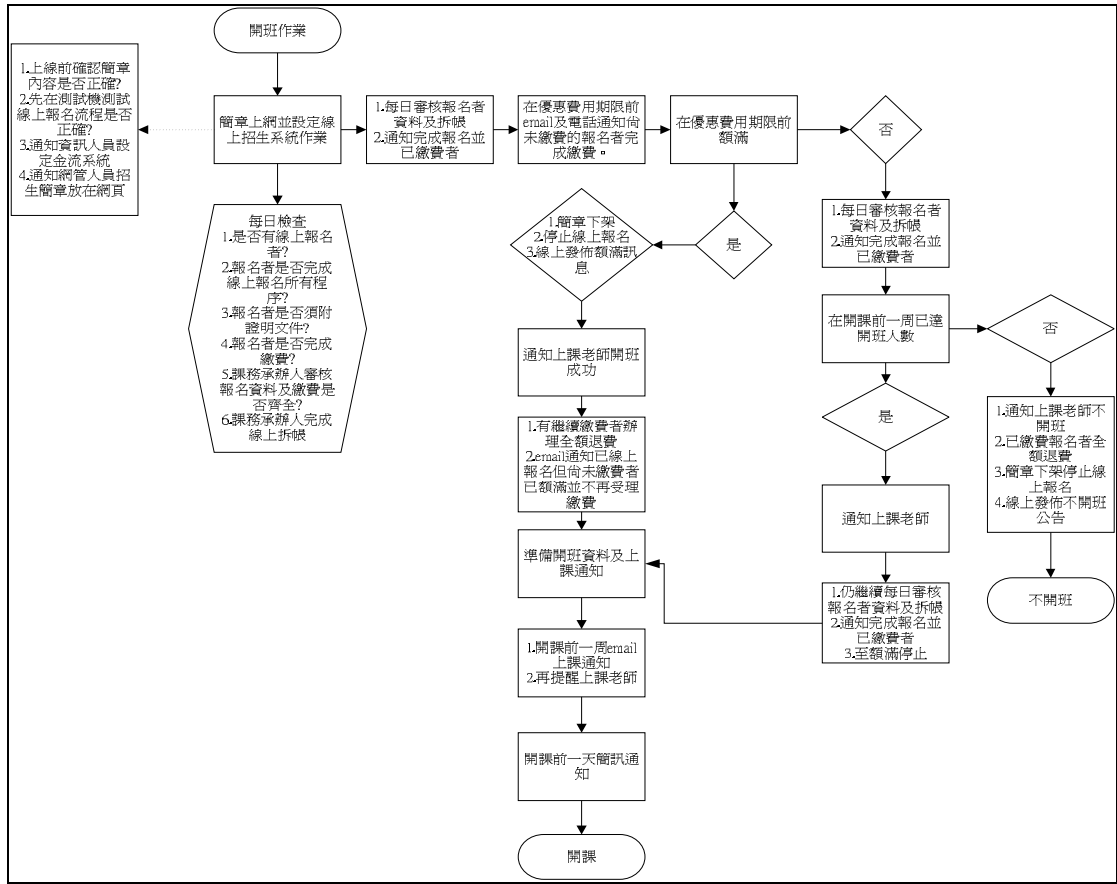 開班作業
1.上線前確認簡章
內容是否正確?
2.先在測試機測試
線上報名流程是否
正確?
3.通知資訊人員設
定金流系統
4.通知網管人員招
生簡章放在網頁
簡章上網並設定線
上招生系統作業
1.每日審核報名者
資料及拆帳
2.通知完成報名並
已繳費者
在優惠費用期限前
email及電話通知尚
未繳費的報名者完
成繳費。
在優惠費用期限前
額滿
否
每日檢查
1.是否有線上報名
者?
2.報名者是否完成
線上報名所有程
序?
3.報名者是否須附
證明文件?
4.報名者是否完成
繳費?
5.課務承辦人審核
報名資料及繳費是
否齊全?
6.課務承辦人完成
線上拆帳
1.簡章下架
2.停止線上報名
3.線上發佈額滿訊
息
是
1.每日審核報名者
資料及拆帳
2.通知完成報名並
已繳費者
在開課前一周已達
開班人數
否
通知上課老師開班
成功
是
1.通知上課老師不
開班
2.已繳費報名者全
額退費
3.簡章下架停止線
上報名
4.線上發佈不開班
公告
1.有繼續繳費者辦
理全額退費
2.email通知已線上
報名但尚未繳費者
已額滿並不再受理
繳費
通知上課老師
準備開班資料及上
課通知
1.仍繼續每日審核
報名者資料及拆帳
2.通知完成報名並
已繳費者
3.至額滿停止
不開班
1.開課前一周email
上課通知
2.再提醒上課老師
開課前一天簡訊通
知
開課